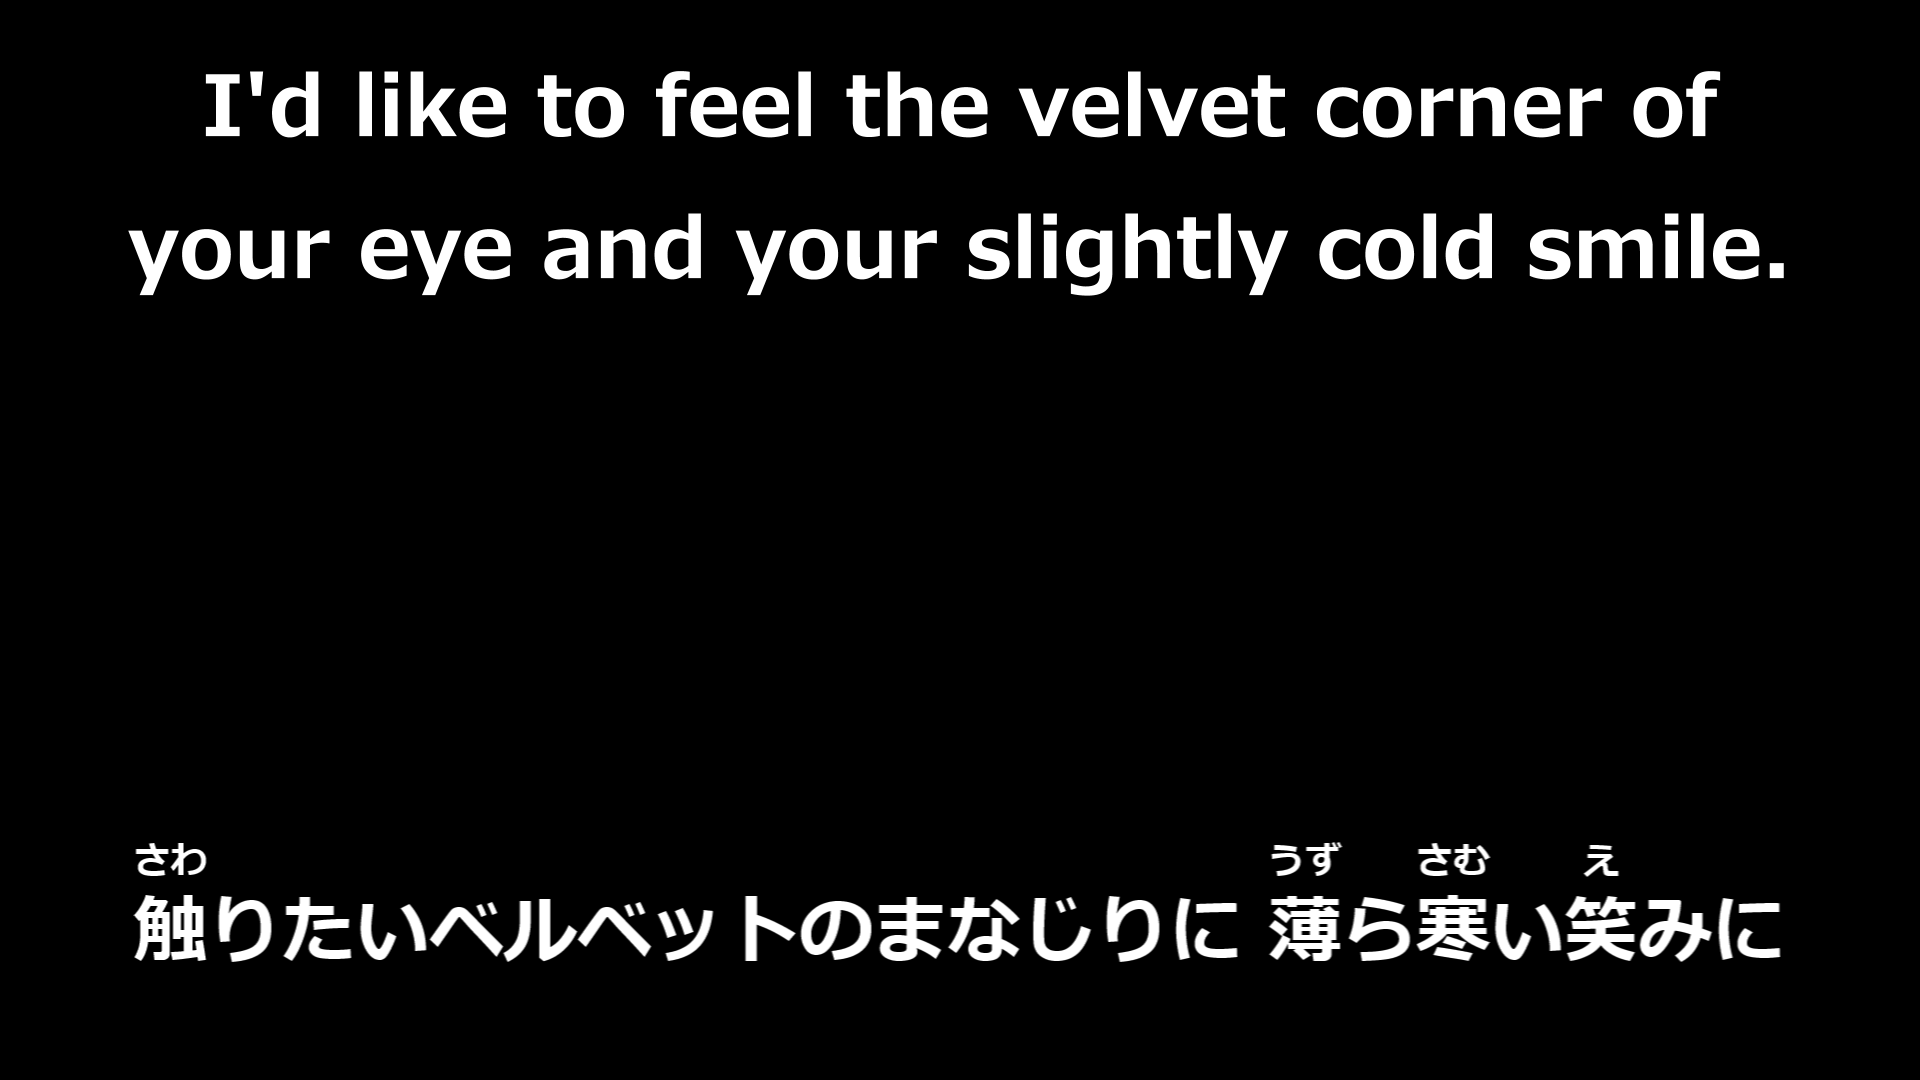 I'd like to feel the velvet corner of
your eye and your slightly cold smile.
さわ うず さむ え
触りたいベルベットのまなじりに 薄ら寒い笑みに